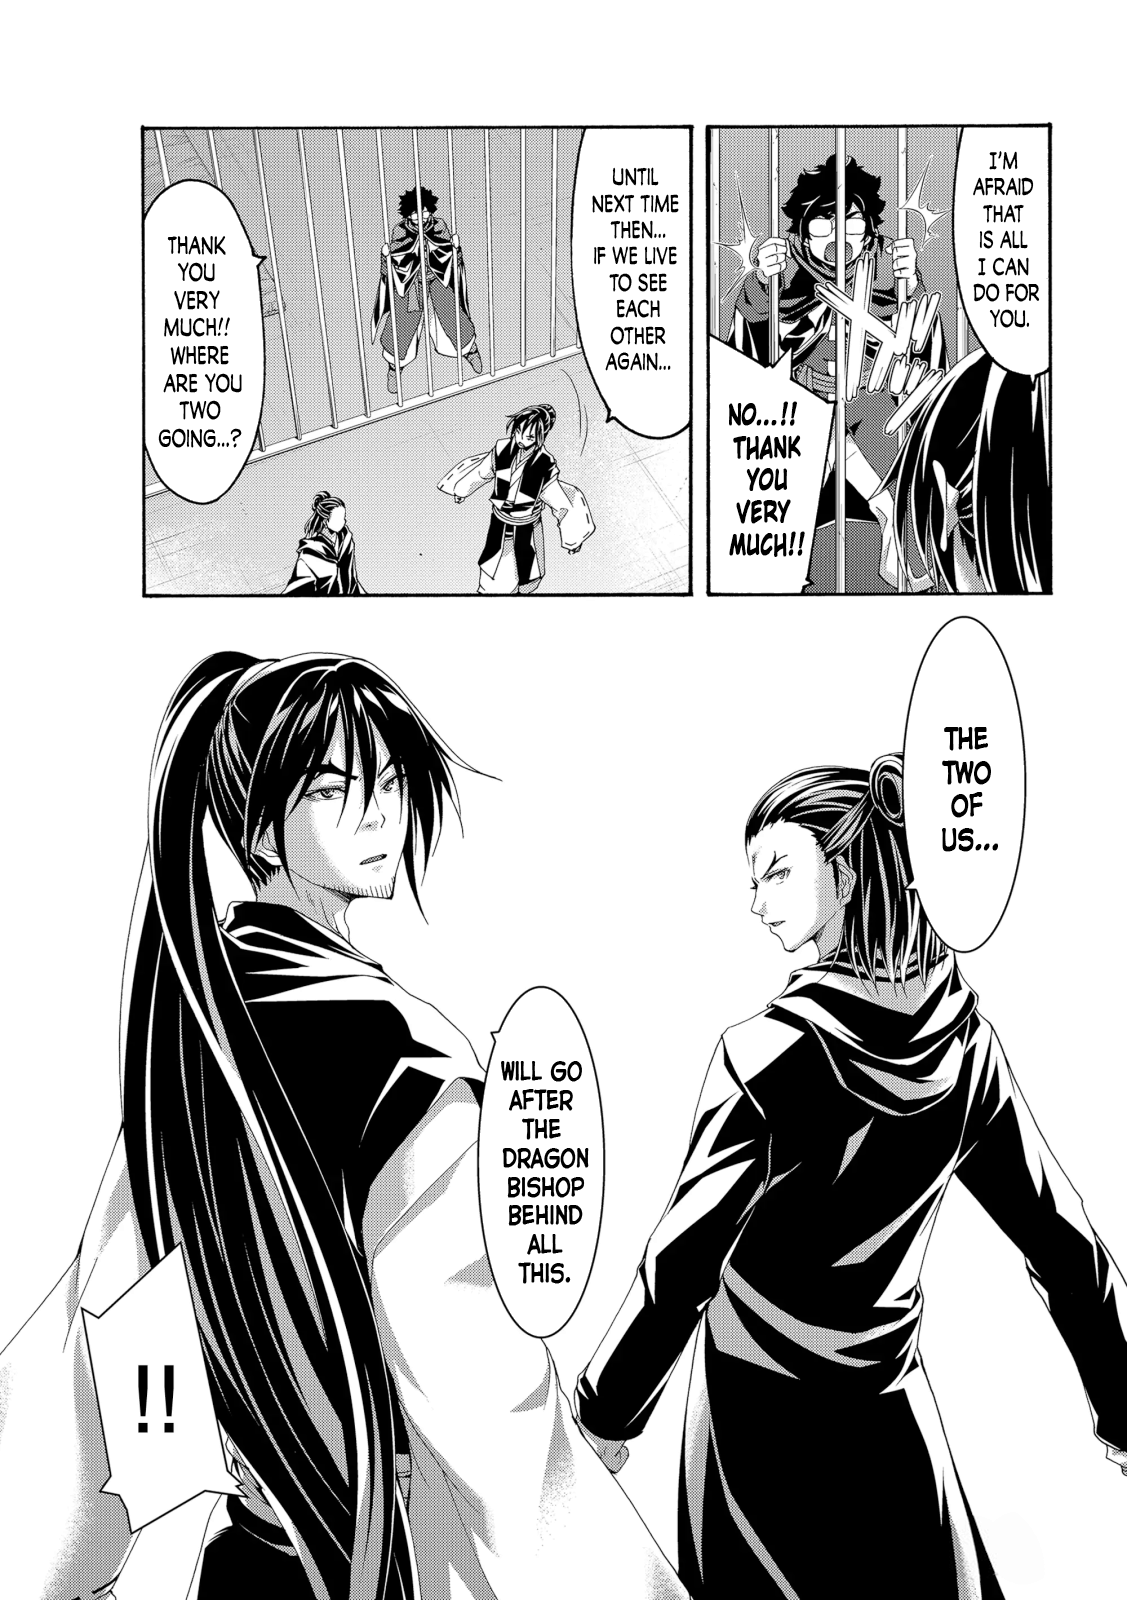 I'M
AFRAID
THAT
IS ALL
I CAN
DO FOR
YOU.
NO...!!
THANK
YOU
VERY
MUCH!!
UNTIL
NEXT TIME
THEN...
IF WE LIVE
TO SEE
EACH
OTHER
AGAIN...
THANK
YOU
VERY
MUCH!!
WHERE
ARE YOU
TWO
GOING...?
THE
TWO
OF
US...
WILL GO
AFTER
THE
DRAGON
BISHOP
BEHIND
ALL
THIS.
!!